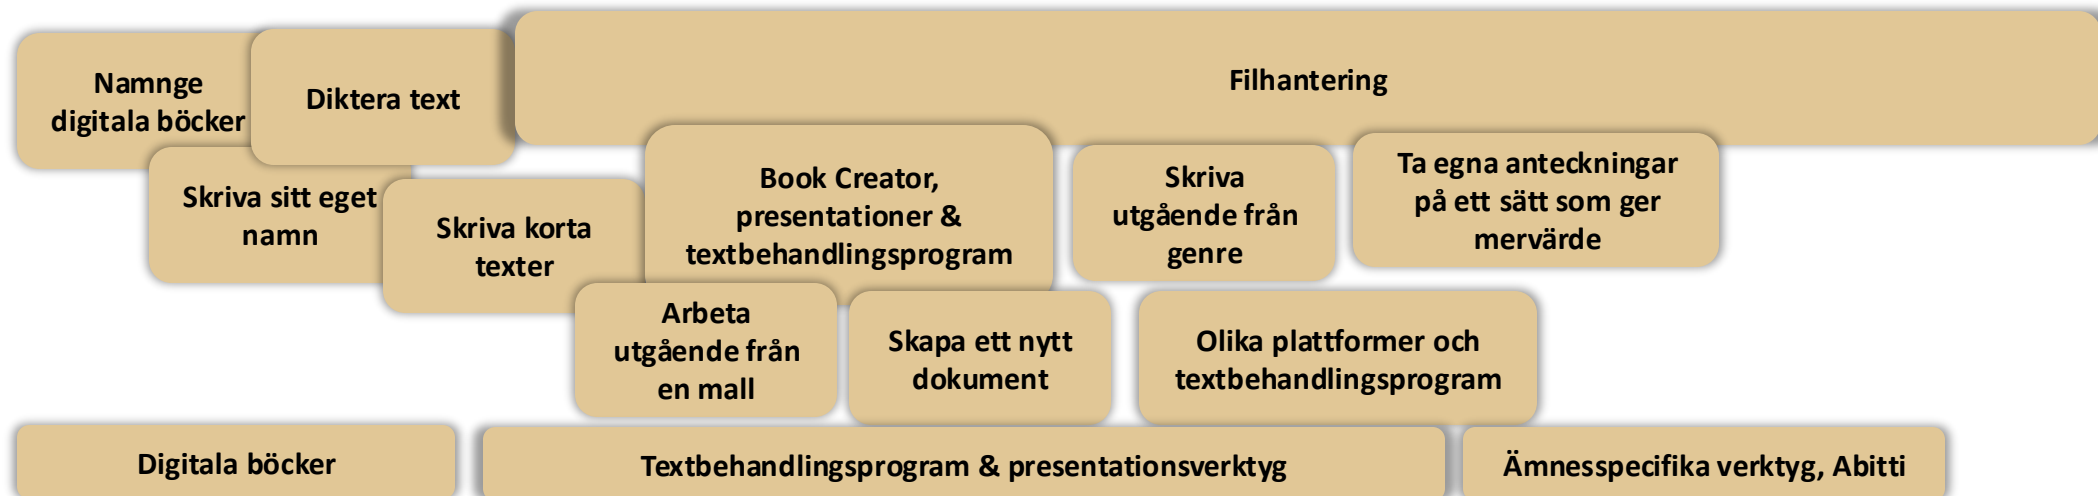 Namnge
digitala böcker
Diktera text
Filhantering
Skriva sitt eget
namn
Skriva korta
texter
Book Creator,
presentationer &
textbehandlingsprogram
Skriva
utgående från
genre
Ta egna anteckningar
på ett sätt som ger
mervärde
Arbeta
utgående från
en mall
Skapa ett nytt
dokument
Olika plattformer och
textbehandlingsprogram
Digitala böcker
Textbehandlingsprogram & presentationsverktyg
Ämnesspecifika verktyg, Abitti